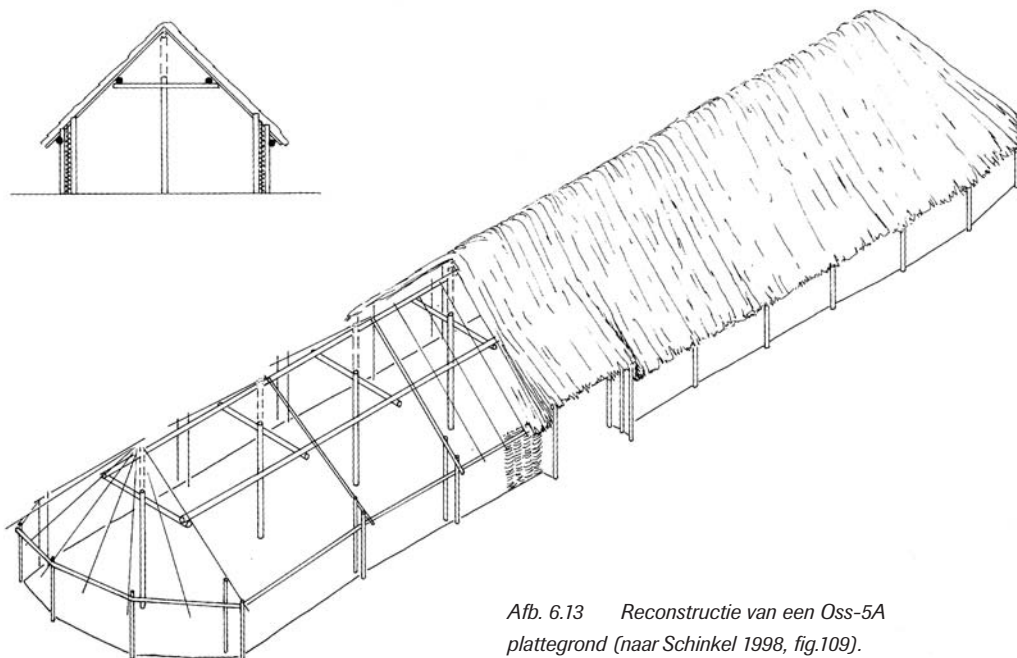 Afb. 6.13 Reconstructie van een Oss-5A
plattegrond (naar Schinkel 1998, fig.109).